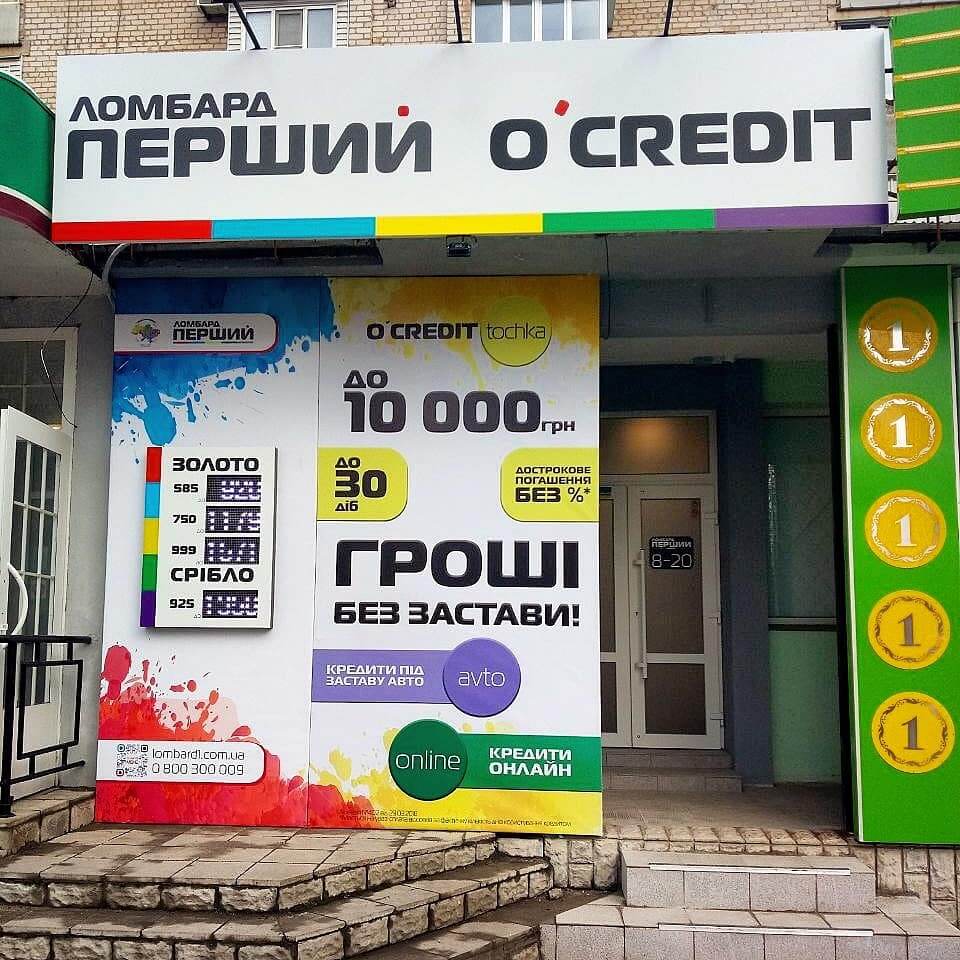 ЛОМБАРД
ПЕРШИЙ O'CREDIT
ЛОМБАРД
ПЕРШИЙ
O'CREDIT tochka
ДО
10 000 грн
ЗОЛОТО
585
750
999
СРІБЛО
925
ДО
30
діб
ДОСТРОКОВЕ
ПОГАШЕННЯ
БЕЗ %*
ГРОШІ
БЕЗ ЗАСТАВИ!
КРЕДИТИ ПІД
ЗАСТАВУ АВТО
avto
online
КРЕДИТИ
ОНЛАЙН
lombard1.com.ua
0 800 300 009
ЛОМБАРД
ПЕРШИЙ
8-20
1
1
1
1
1